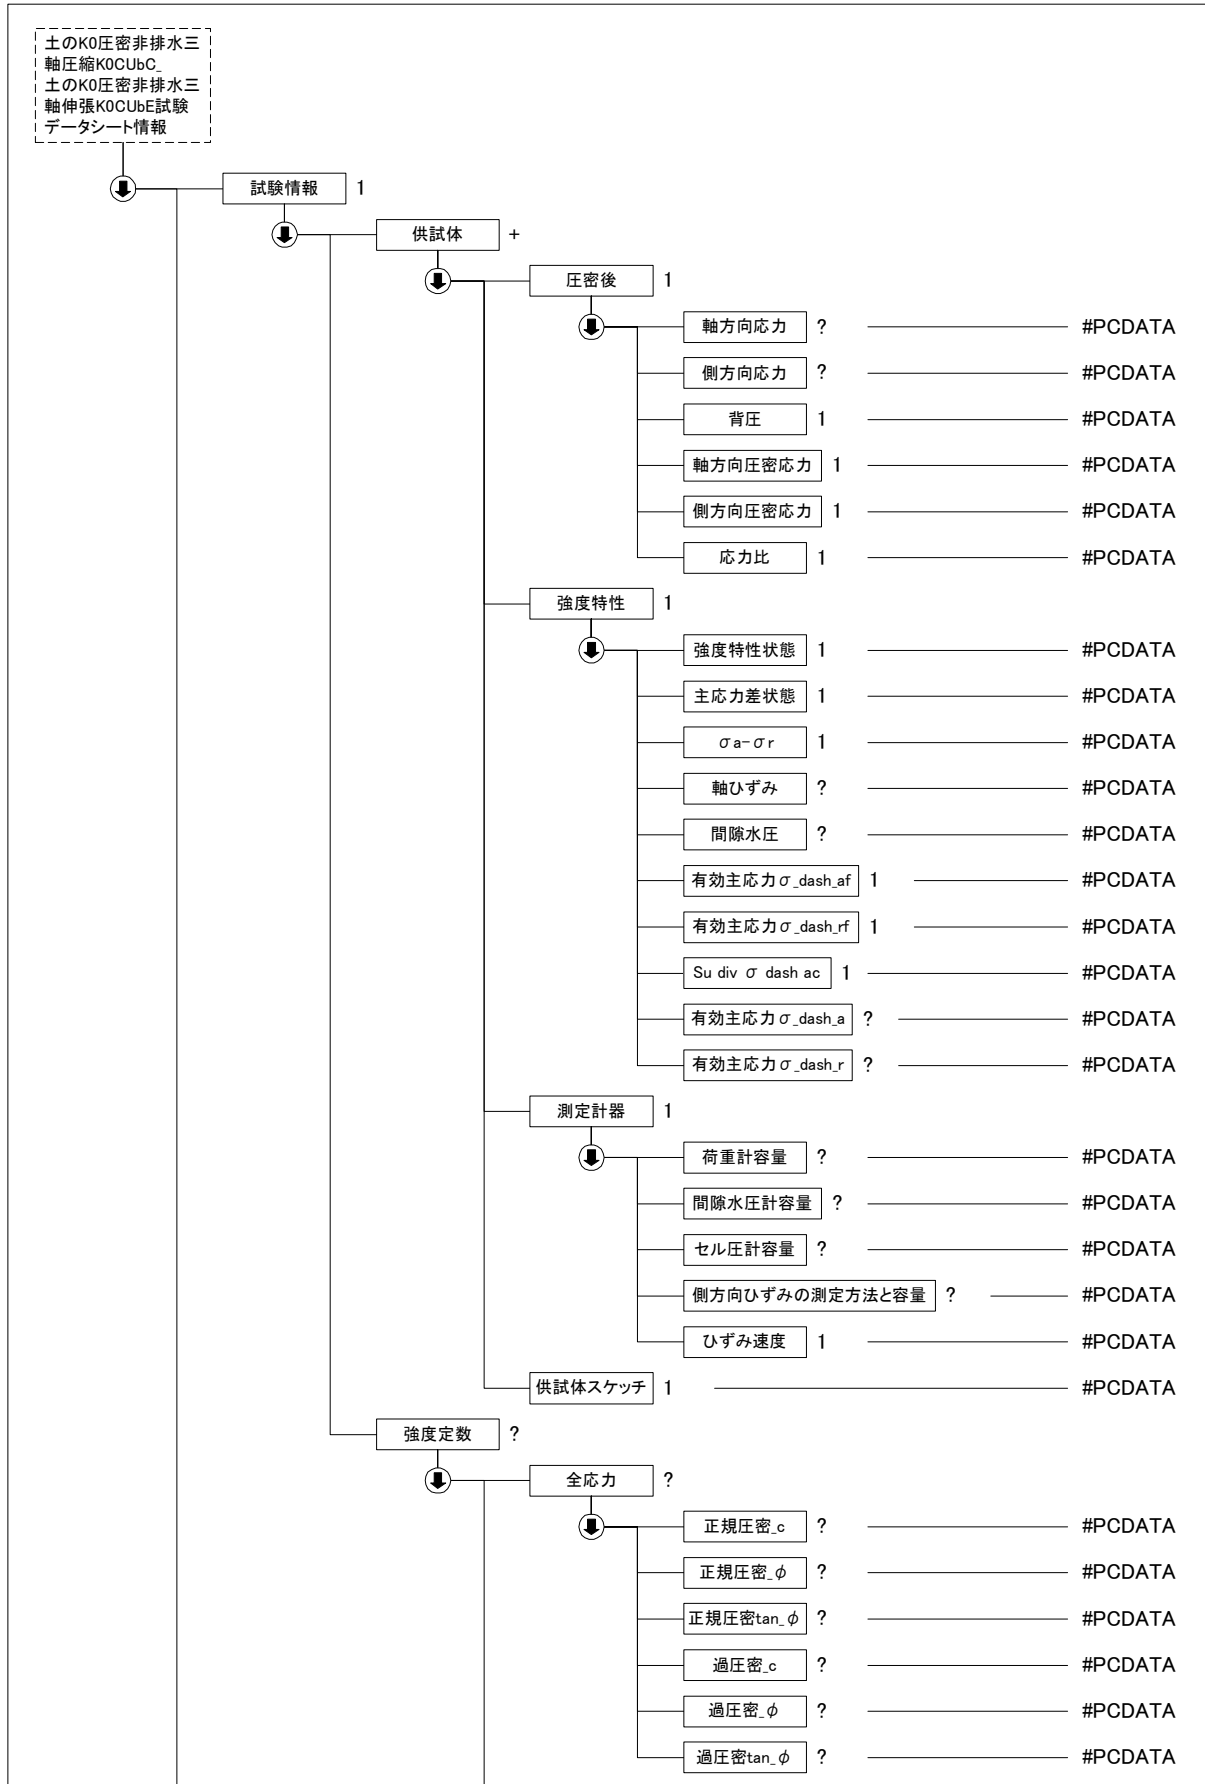 土のK0圧密非排水三
軸圧縮K0CUbC_
土のK0圧密非排水三
軸伸張K0CUbE試験
データシート情報
試験情報 1
供試体 +
圧密後 1
軸方向応力 ? #PCDATA
側方向応力 ? #PCDATA
背圧 1 #PCDATA
軸方向圧密応力 1 #PCDATA
側方向圧密応力 1 #PCDATA
応力比 1 #PCDATA
強度特性 1
強度特性状態 1 #PCDATA
主応力差状態 1 #PCDATA
σa-σr 1 #PCDATA
軸ひずみ ? #PCDATA
間隙水圧 ? #PCDATA
有効主応力σ_dash_af 1 #PCDATA
有効主応力σ_dash_rf 1 #PCDATA
Su div σ dash ac 1 #PCDATA
有効主応力σ_dash_a ? #PCDATA
有効主応力σ_dash_r ? #PCDATA
測定計器 1
荷重計容量 ? #PCDATA
間隙水圧計容量 ? #PCDATA
セル圧計容量 ? #PCDATA
側方向ひずみの測定方法と容量 ? #PCDATA
ひずみ速度 1 #PCDATA
供試体スケッチ 1 #PCDATA
強度定数 ?
全応力 ?
正規圧密_c ? #PCDATA
正規圧密_φ ? #PCDATA
正規圧密tan_φ ? #PCDATA
過圧密_c ? #PCDATA
過圧密_φ ? #PCDATA
過圧密tan_φ ? #PCDATA